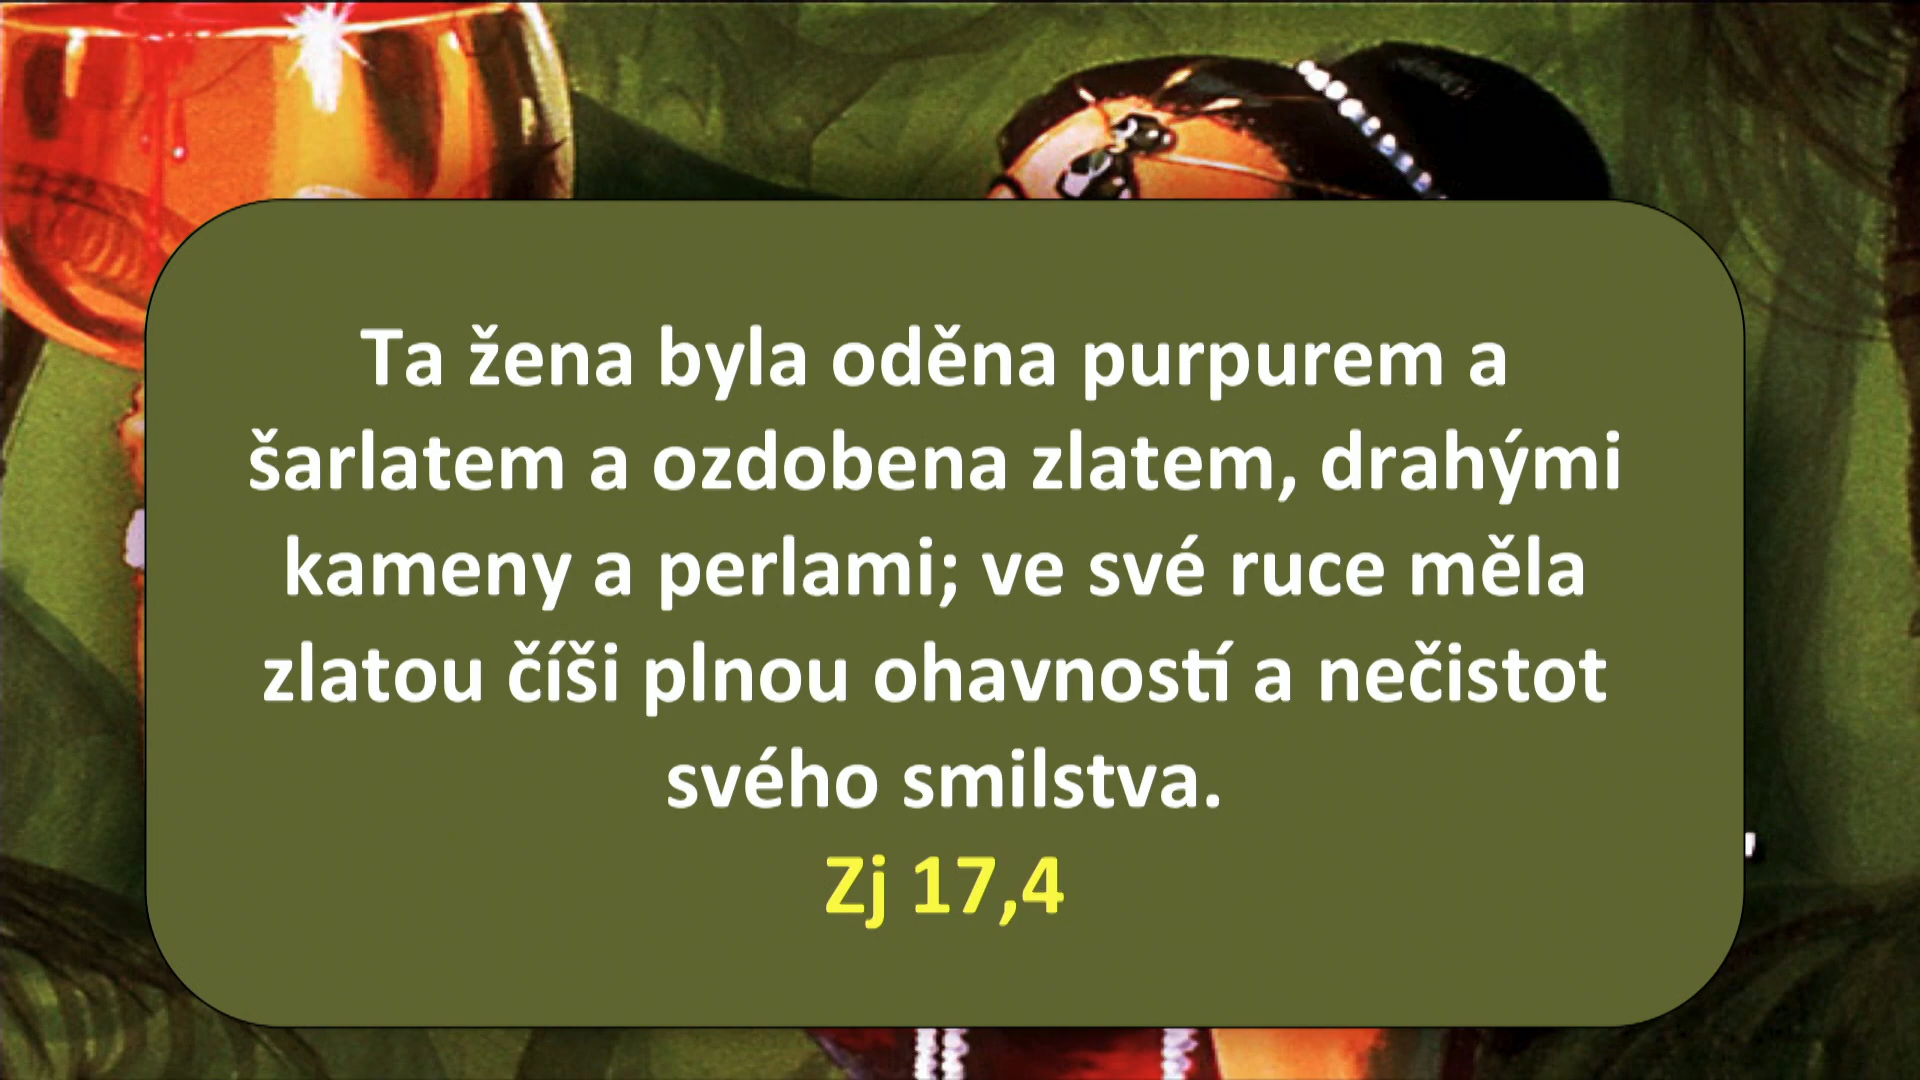 Ta žena byla oděna purpurem a
šarlatem a ozdobena zlatem, drahými
kameny a perlami; ve své ruce měla
zlatou číši plnou ohavností a nečistot
svého smilstva.
Zj 17,4